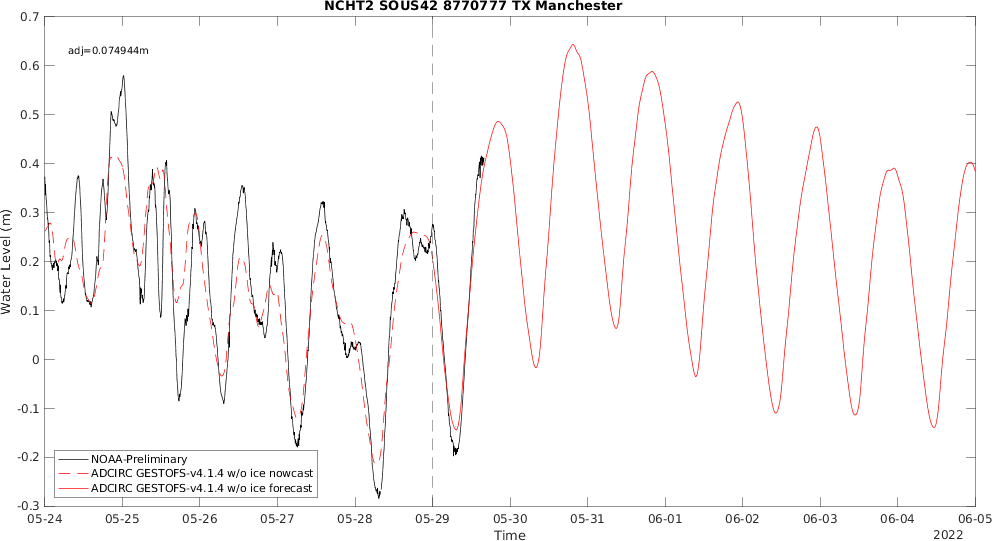 NCHT2 SOUS42 8770777 TX Manchester
adj=0.074944m
Water Level (m)
0.7
0.6
0.5
0.4
0.3
0.2
0.1
0
-0.1
-0.2
-0.3
NOAA-Preliminary
ADCIRC GESTOFS-v4.1.4 w/o ice nowcast
ADCIRC GESTOFS-v4.1.4 w/o ice forecast
05-24 05-25 05-26 05-27 05-28 05-29 05-30 05-31 06-01 06-02 06-03 06-04 06-05
Time
2022